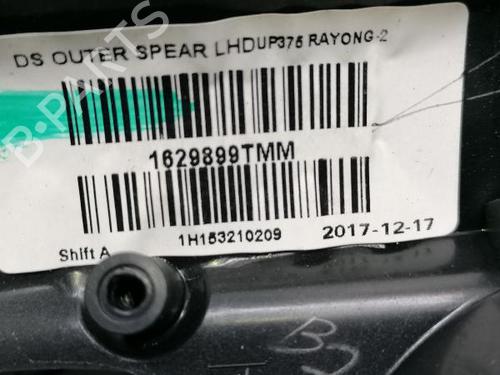 DS OUTER SPEAR LHDUP375 RAYONG-2
B-PARTS
1629899TMM
1H153210209
2017-12-17
Shift A